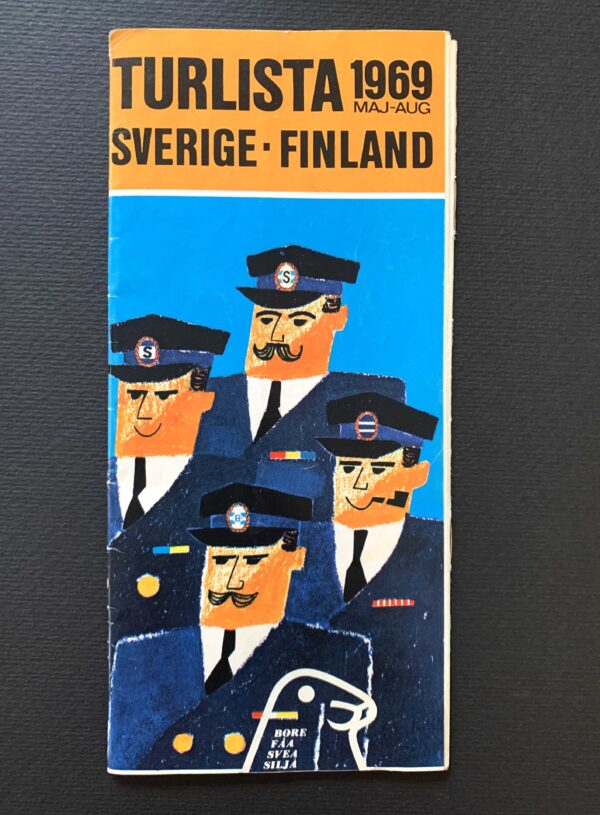 TURLISTA 1969
MAJ-AUG
SVERIGE · FINLAND
S
S
B
BORE
FÅA
SVEA
SILJA